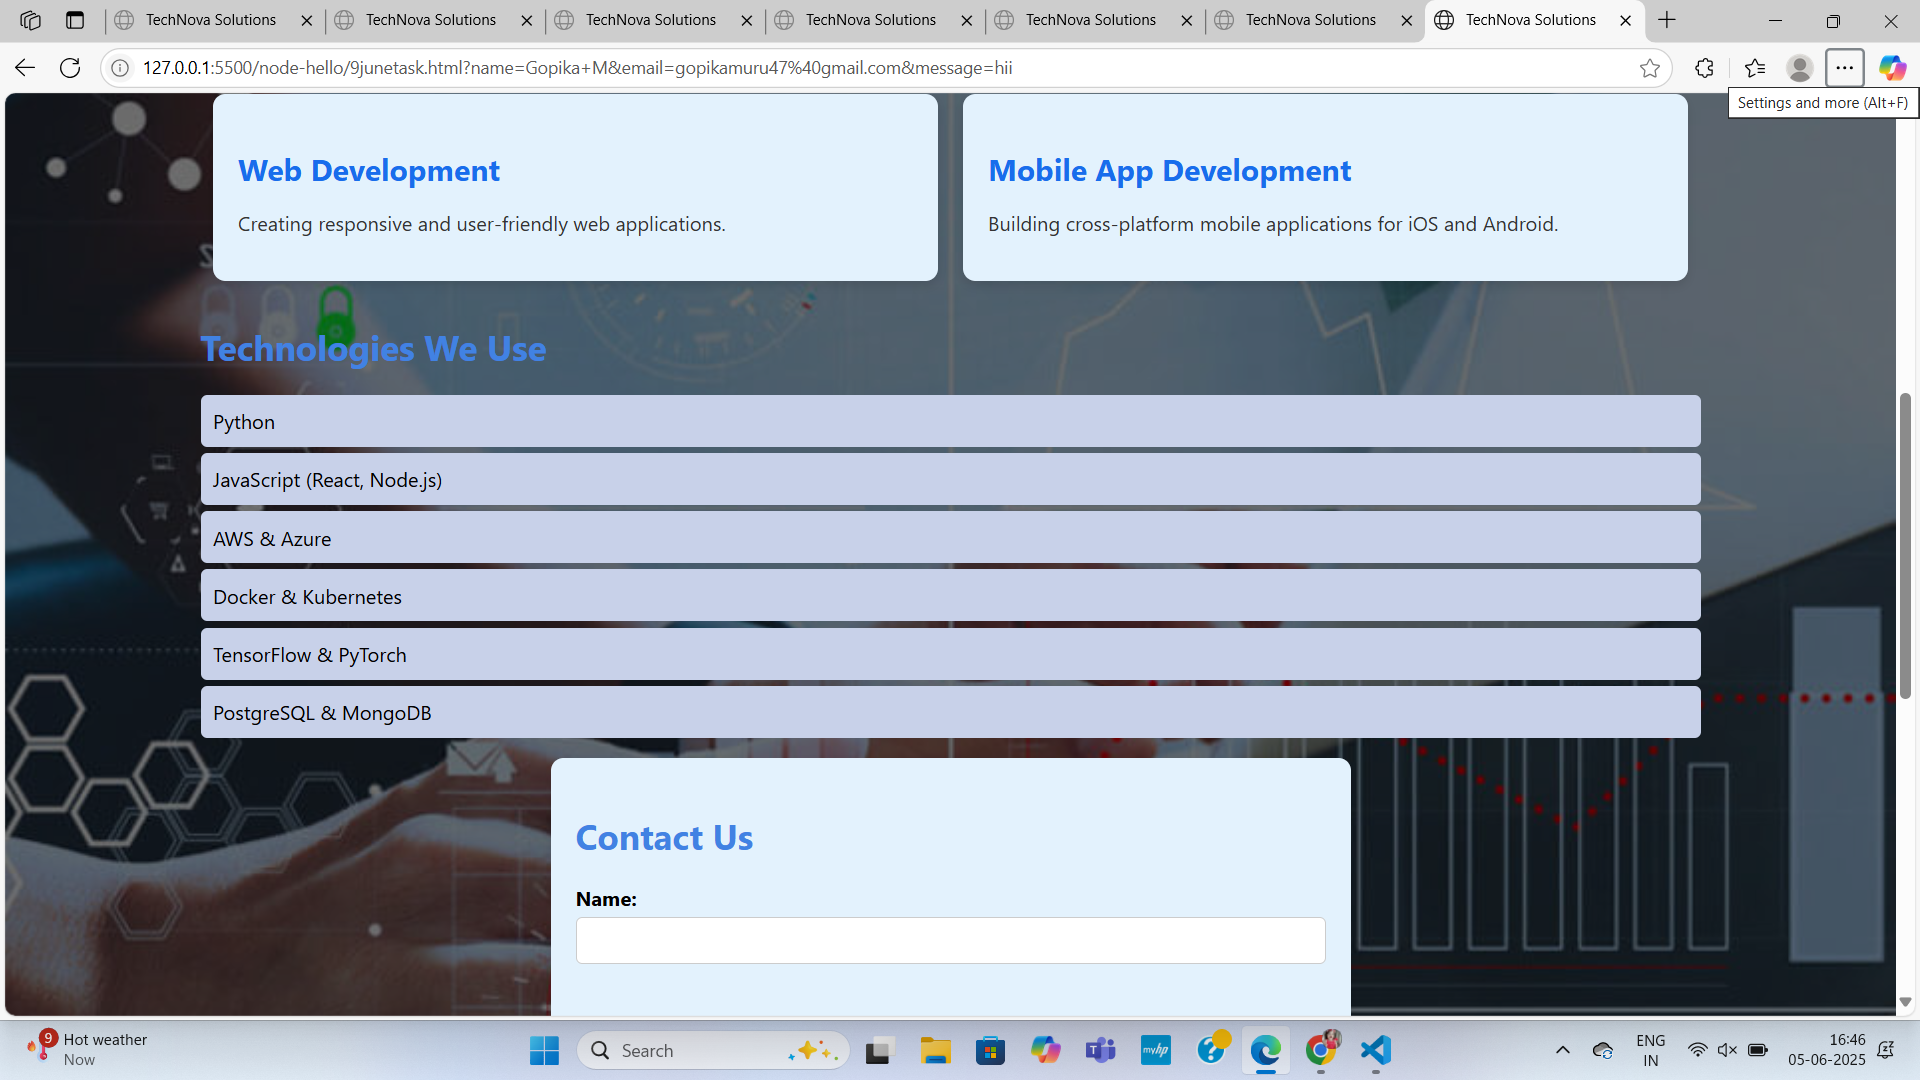 TechNova Solutions
TechNova Solutions
TechNova Solutions
TechNova Solutions
TechNova Solutions
TechNova Solutions
TechNova Solutions
127.0.0.1:5500/node-hello/9junetask.html?name=Gopika+M&email=gopikamuru47%40gmail.com&message=hii
Settings and more (Alt+F)
Web Development
Creating responsive and user-friendly web applications.
Mobile App Development
Building cross-platform mobile applications for iOS and Android.
Technologies We Use
Python
JavaScript (React, Node.js)
AWS & Azure
Docker & Kubernetes
TensorFlow & PyTorch
PostgreSQL & MongoDB
Contact Us
Name:
9
Hot weather
Now
Search
myhp
ENG
IN
16:46
05-06-2025